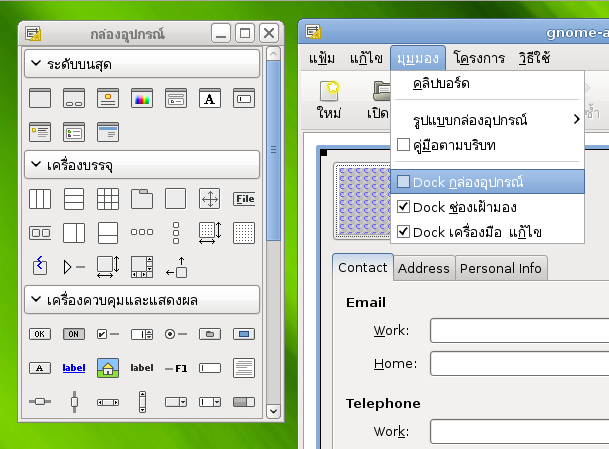 กล่องอุปกรณ์
ระดับบนสุด
A
เครื่องบรรจุ
File
เครื่องควบคุมและแสดงผล
OK ON
A label label F1
gnome-a
แฟ้ม แก้ไข มุมมอง โครงการ วิธีใช้
ใหม่ เปิด
คลิปบอร์ด
รูปแบบกล่องอุปกรณ์
คู่มือตามบริบท
Dock กล่องอุปกรณ์
Dock ช่องเฝ้ามอง
Dock เครื่องมือ แก้ไข
Contact Address Personal Info
Email
Work:
Home:
Telephone
Work: